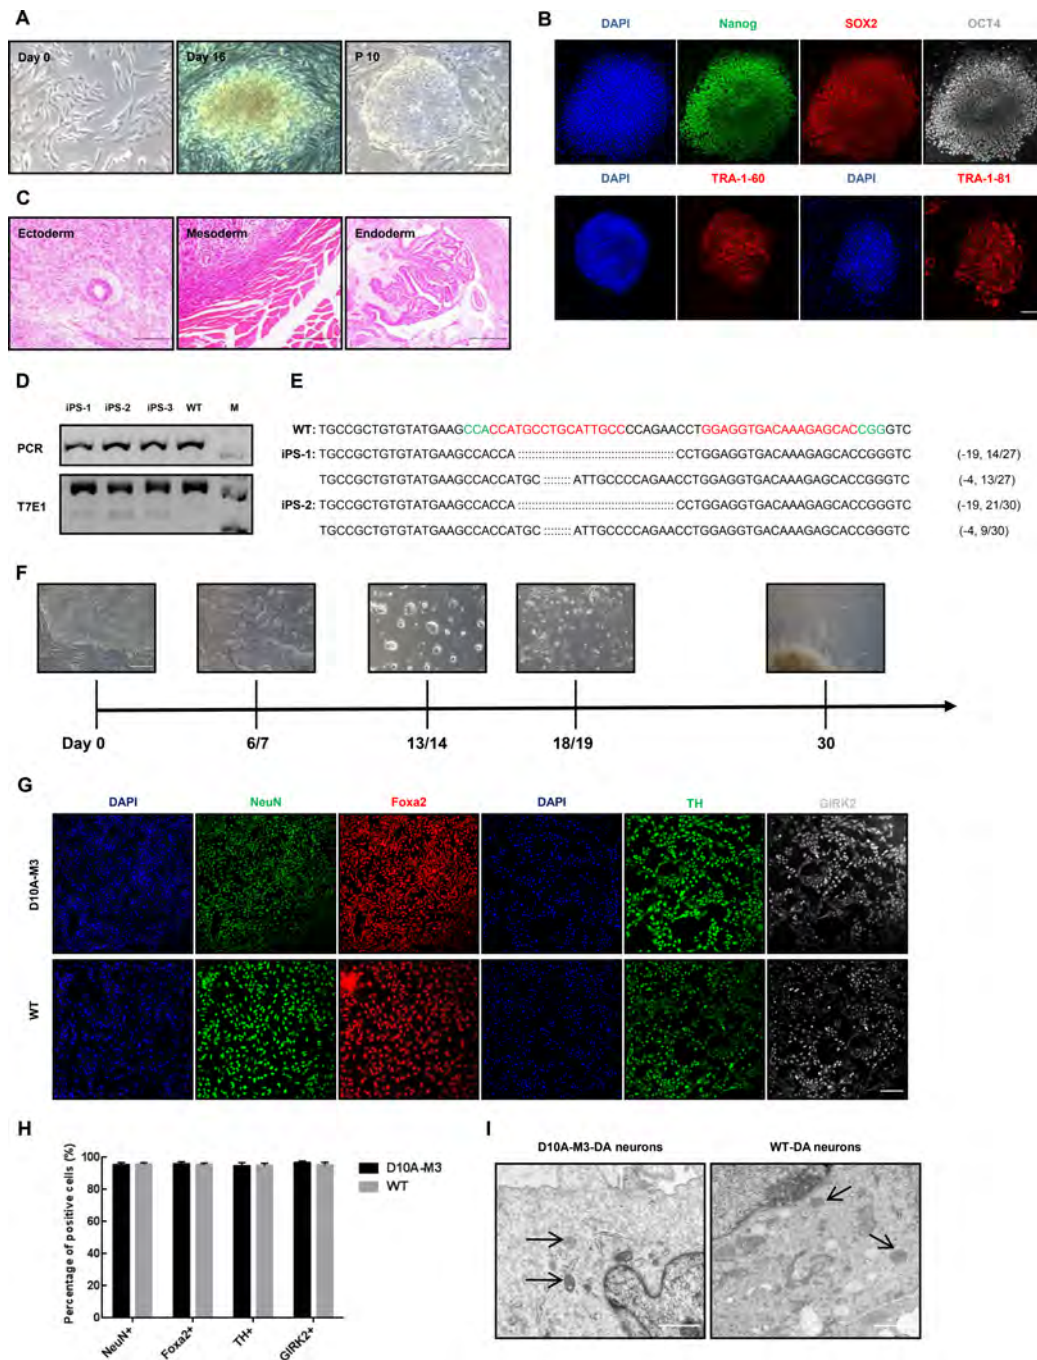 A
Day 0
Day 16
P 10
B
DAPI
Nanog
SOX2
OCT4
DAPI
TRA-1-60
DAPI
TRA-1-81
C
Ectoderm
Mesoderm
Endoderm
D
iPS-1 iPS-2 iPS-3 WT M
PCR
T7E1
E
WT: TGCCGCTGTGTATGAAGCCACCATGCCTGCATTGCCCCAGAACCTGGAGGTGACAAAGAGCACCGGGTC
iPS-1: TGCCGCTGTGTATGAAGCCACCA :::::::::::::::::::::::::::::::::::::: CCTGGAGGTGACAAAGAGCACCGGGTC (-19, 14/27)
TGCCGCTGTGTATGAAGCCACCATGC :::::::: ATTGCCCCAGAACCTGGAGGTGACAAAGAGCACCGGGTC (-4, 13/27)
iPS-2: TGCCGCTGTGTATGAAGCCACCA :::::::::::::::::::::::::::::::::::::: CCTGGAGGTGACAAAGAGCACCGGGTC (-19, 21/30)
TGCCGCTGTGTATGAAGCCACCATGC :::::::: ATTGCCCCAGAACCTGGAGGTGACAAAGAGCACCGGGTC (-4, 9/30)
F
Day 0
6/7
13/14
18/19
30
G
DAPI
NeuN
Foxa2
DAPI
TH
GIRK2
D10A-M3
WT
H
Percentage of positive cells (%)
100
80
60
40
20
0
NeuN+
Foxa2+
TH+
GIRK2+
D10A-M3
WT
I
D10A-M3-DA neurons
WT-DA neurons